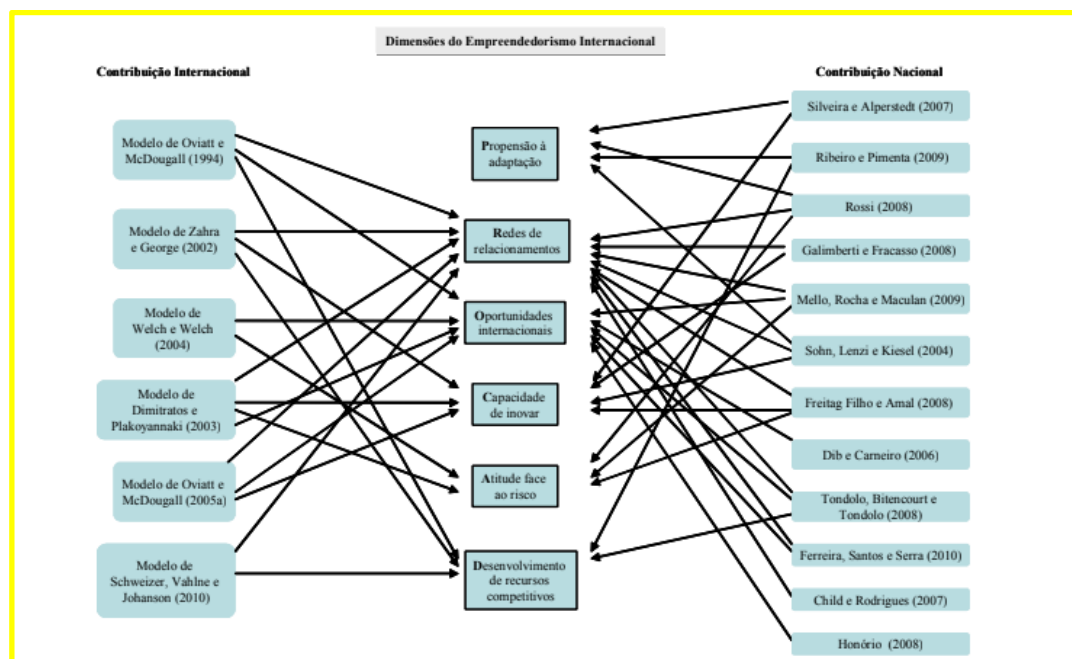 Dimensões do Empreendedorismo Internacional
Contribuição Internacional
Modelo de Oviatt e
McDougall (1994)
Modelo de Zahra
e George (2002)
Modelo de
Welch e Welch
(2004)
Modelo de
Dimitratos e
Plakoyannaki (2003)
Modelo de Oviatt e
McDougall (2005a)
Modelo de
Schweizer, Vahlne e
Johanson (2010)
Propensão à
adaptação
Redes de
relacionamentos
Oportunidades
internacionais
Capacidade
de inovar
Atitude face
ao risco
Desenvolvimento
de recursos
competitivos
Contribuição Nacional
Silveira e Alperstedt (2007)
Ribeiro e Pimenta (2009)
Rossi (2008)
Galimberti e Fracasso (2008)
Mello, Rocha e Maculan (2009)
Sohn, Lenzi e Kiesel (2004)
Freitag Filho e Amal (2008)
Dib e Carneiro (2006)
Tondolo, Bitencourt e
Tondolo (2008)
Ferreira, Santos e Serra (2010)
Child e Rodrigues (2007)
Honório (2008)